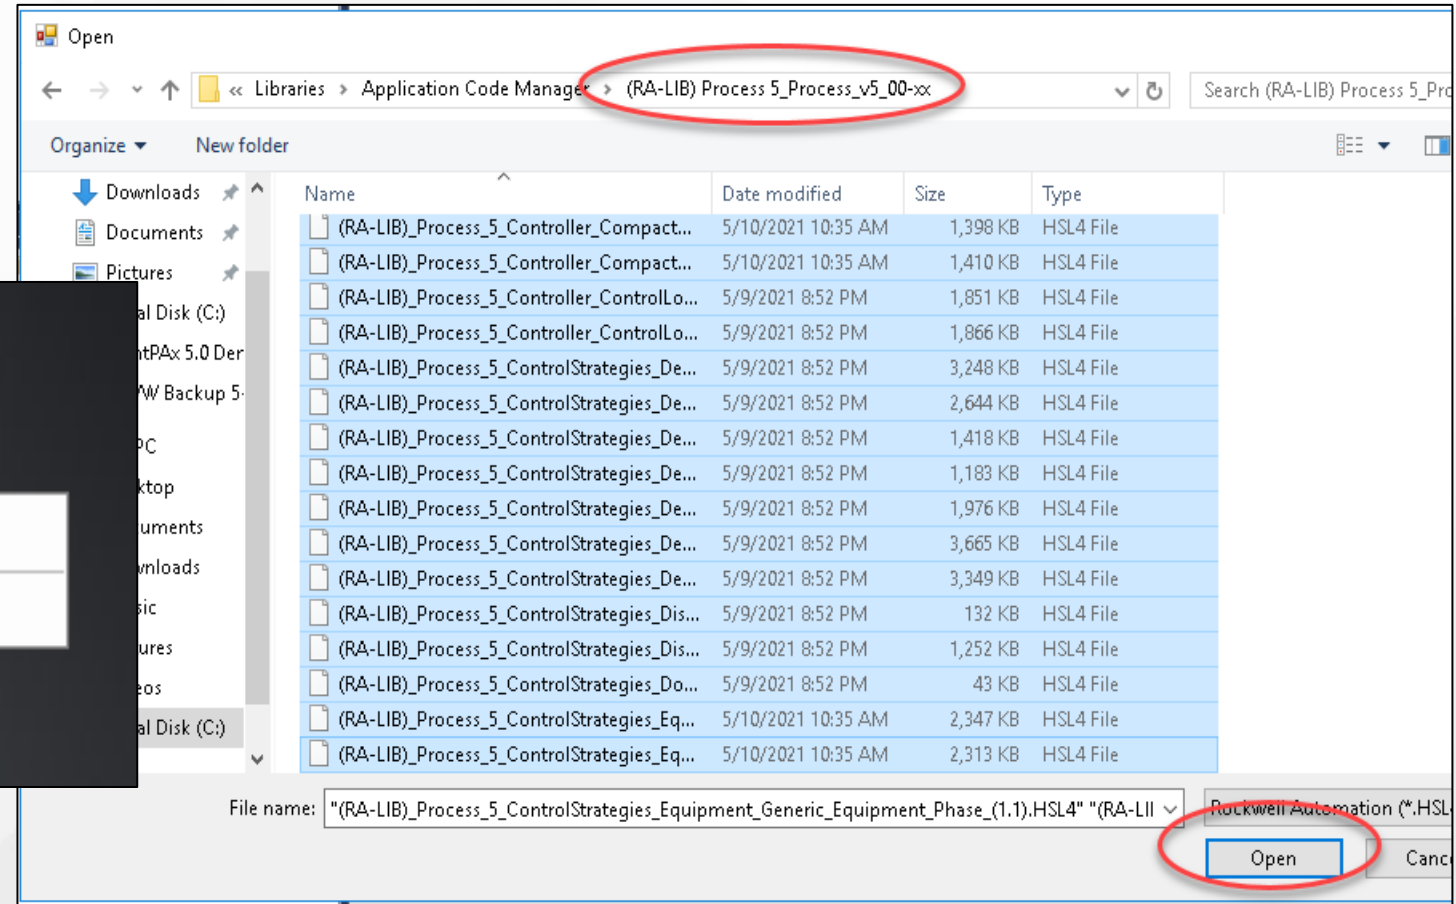 Open
« Libraries > Application Code Manager > (RA-LIB) Process 5_Process_v5_00-xx
Search (RA-LIB) Process 5_Pro
Organize New folder
Downloads
Documents
Pictures
al Disk (C:)
tPAx 5.0 Der
W Backup 5-
PC
ktop
uments
wnloads
sic
ures
eos
al Disk (C:)
Name Date modified Size Type
(RA-LIB)_Process_5_Controller_Compact... 5/10/2021 10:35 AM 1,398 KB HSL4 File
(RA-LIB)_Process_5_Controller_Compact... 5/10/2021 10:35 AM 1,410 KB HSL4 File
(RA-LIB)_Process_5_Controller_ControlLo... 5/9/2021 8:52 PM 1,851 KB HSL4 File
(RA-LIB)_Process_5_Controller_ControlLo... 5/9/2021 8:52 PM 1,866 KB HSL4 File
(RA-LIB)_Process_5_ControlStrategies_De... 5/9/2021 8:52 PM 3,248 KB HSL4 File
(RA-LIB)_Process_5_ControlStrategies_De... 5/9/2021 8:52 PM 2,644 KB HSL4 File
(RA-LIB)_Process_5_ControlStrategies_De... 5/9/2021 8:52 PM 1,418 KB HSL4 File
(RA-LIB)_Process_5_ControlStrategies_De... 5/9/2021 8:52 PM 1,183 KB HSL4 File
(RA-LIB)_Process_5_ControlStrategies_De... 5/9/2021 8:52 PM 1,976 KB HSL4 File
(RA-LIB)_Process_5_ControlStrategies_De... 5/9/2021 8:52 PM 3,665 KB HSL4 File
(RA-LIB)_Process_5_ControlStrategies_De... 5/9/2021 8:52 PM 3,349 KB HSL4 File
(RA-LIB)_Process_5_ControlStrategies_Dis... 5/9/2021 8:52 PM 132 KB HSL4 File
(RA-LIB)_Process_5_ControlStrategies_Dis... 5/9/2021 8:52 PM 1,252 KB HSL4 File
(RA-LIB)_Process_5_ControlStrategies_Do... 5/9/2021 8:52 PM 43 KB HSL4 File
(RA-LIB)_Process_5_ControlStrategies_Eq... 5/10/2021 10:35 AM 2,347 KB HSL4 File
(RA-LIB)_Process_5_ControlStrategies_Eq... 5/10/2021 10:35 AM 2,313 KB HSL4 File
File name: "(RA-LIB)_Process_5_ControlStrategies_Equipment_Generic_Equipment_Phase_(1.1).HSL4" "(RA-LII
Rockwell Automation (*.HSL
Open Canc